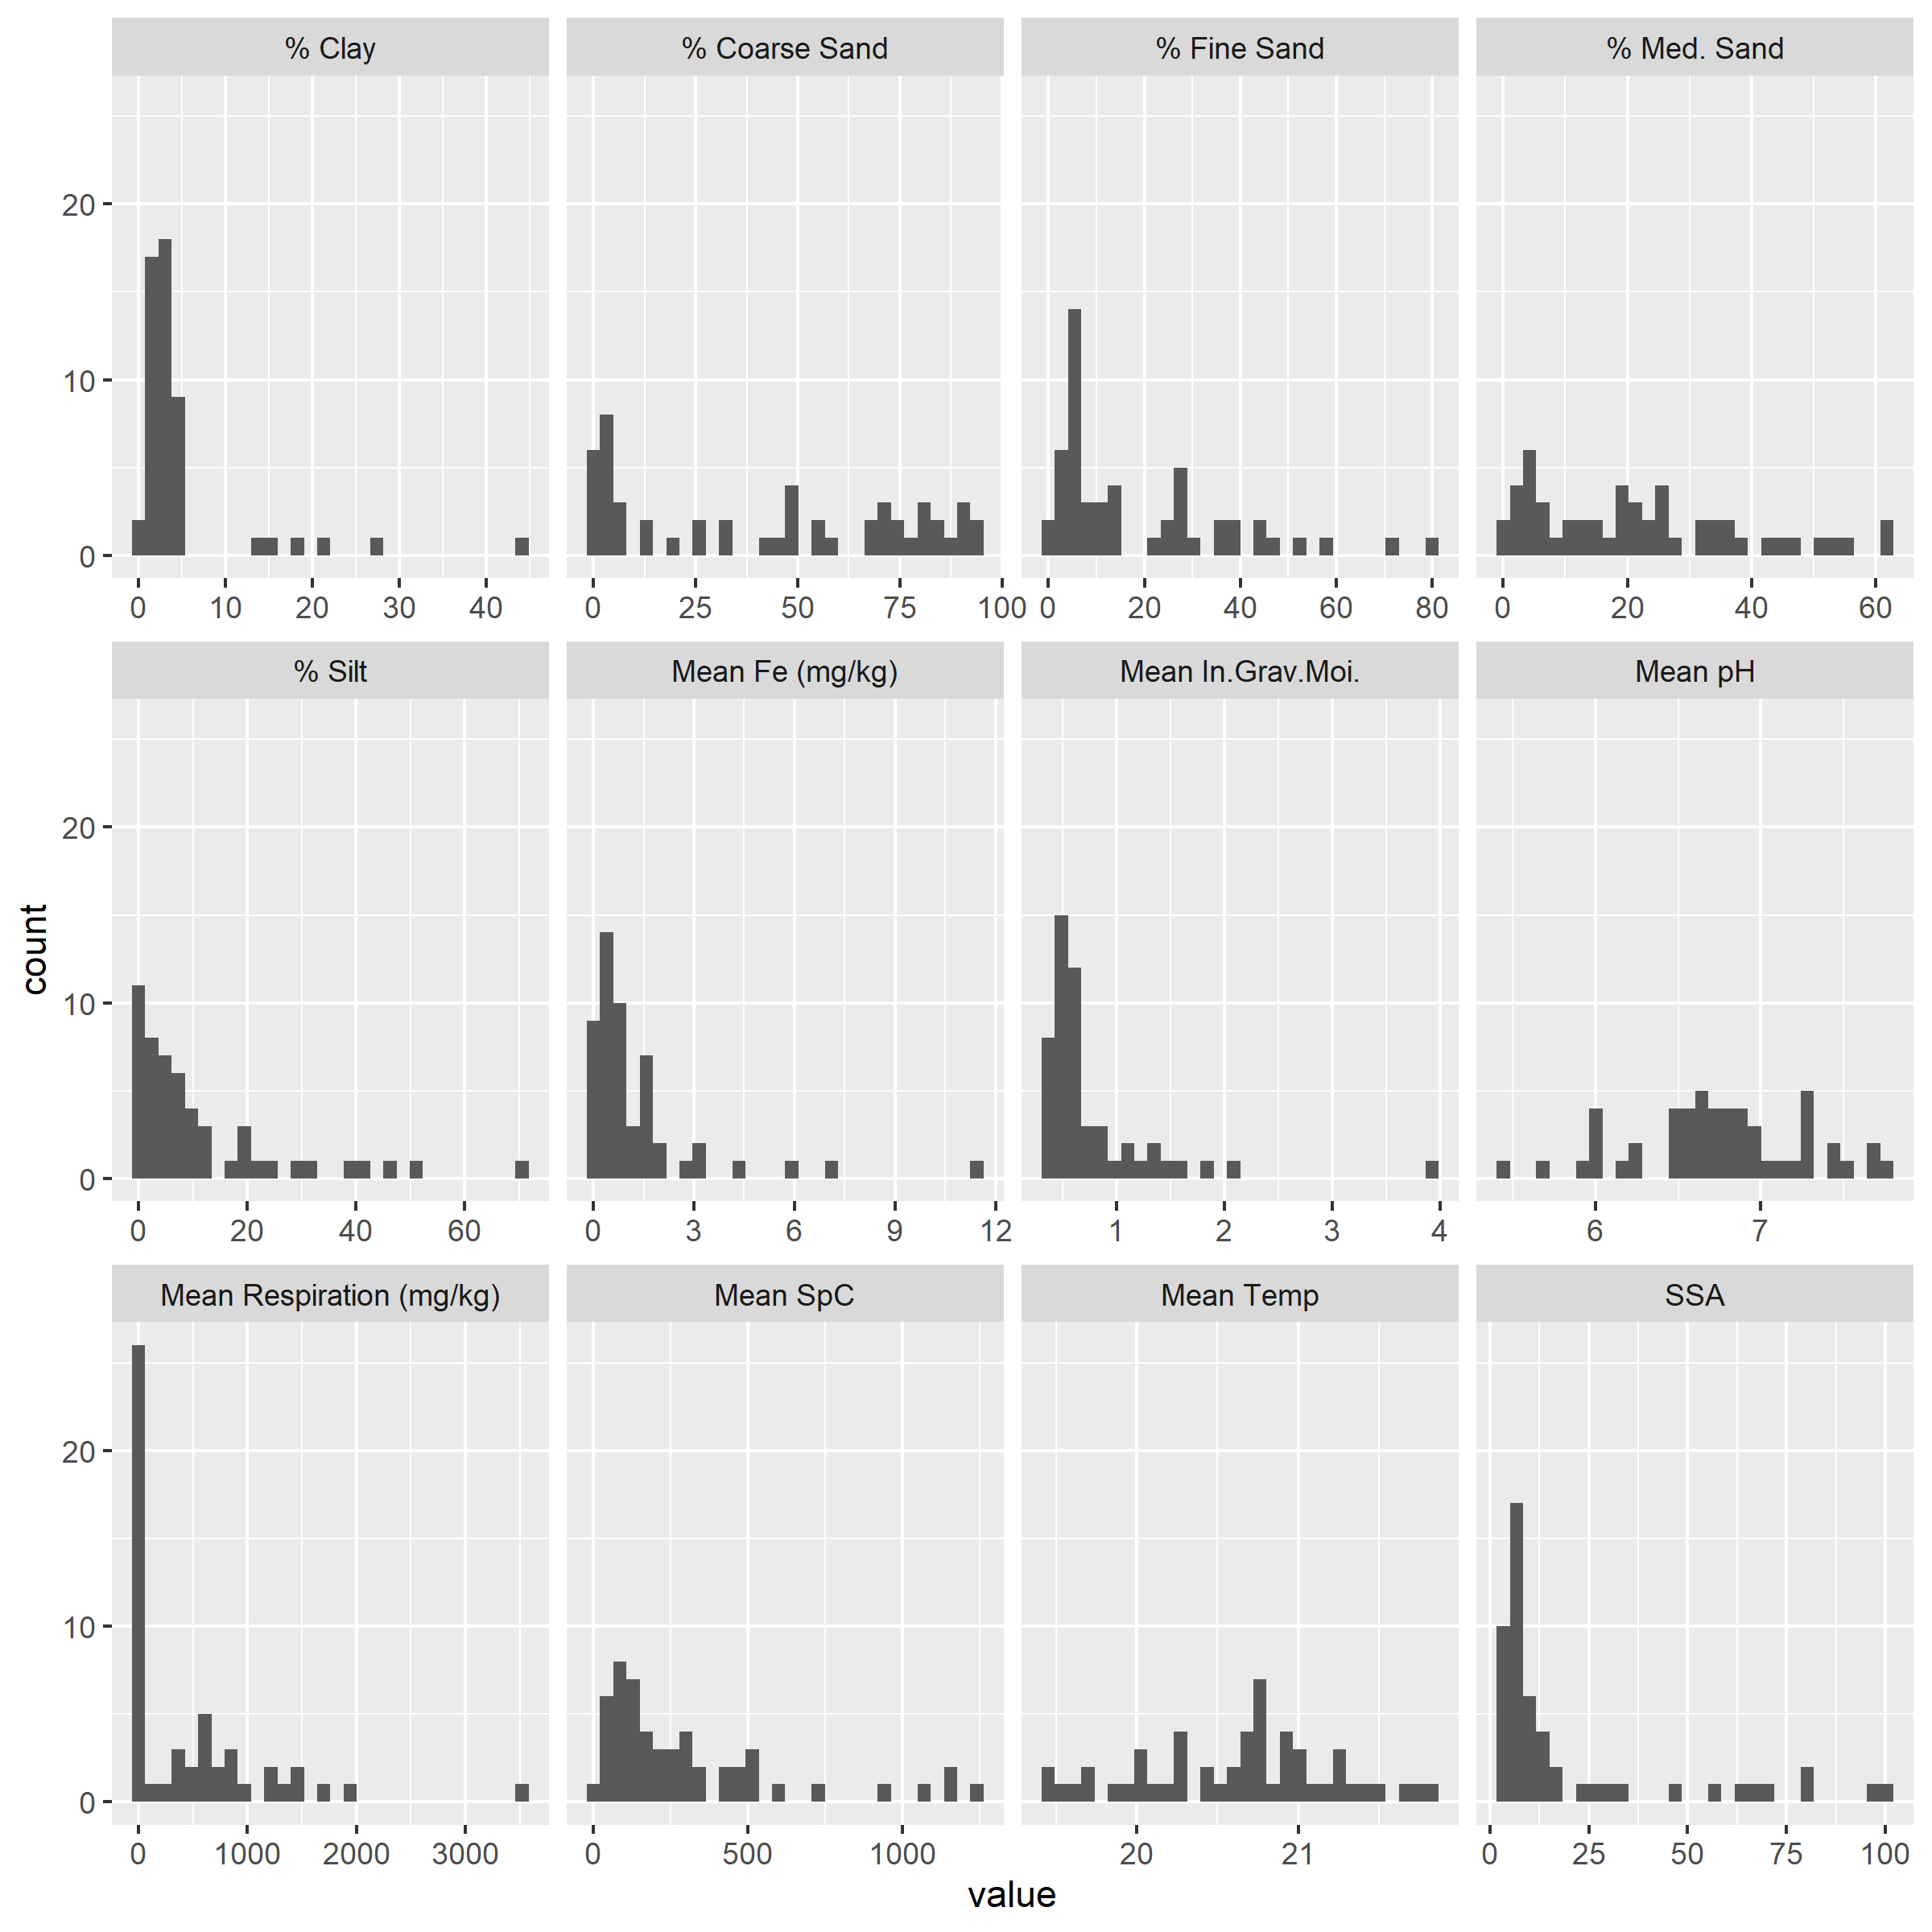 % Clay % Coarse Sand % Fine Sand % Med. Sand
20
10
0
0 10 20 30 40 0 25 50 75 100 0 20 40 60 80 0 20 40 60
% Silt Mean Fe (mg/kg) Mean In.Grav.Moi. Mean pH
20
10
0
0 20 40 60 0 3 6 9 12 1 2 3 4 6 7
count
Mean Respiration (mg/kg) Mean SpC Mean Temp SSA
20
10
0
0 1000 2000 3000 0 500 1000 20 21 0 25 50 75 100
value